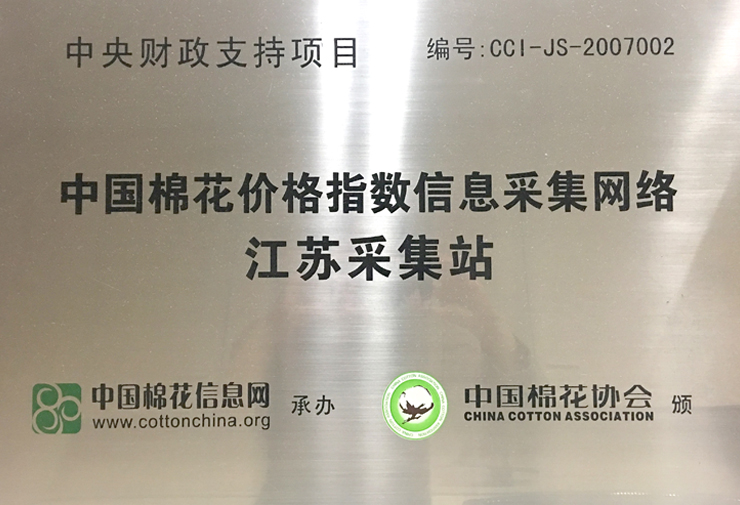 中央财政支持项目 编号:CCI-JS-2007002
中国棉花价格指数信息采集网络
江苏采集站
中国棉花信息网 承办
www.cottonchina.org
中国棉花协会 颁
CHINA COTTON ASSOCIATION